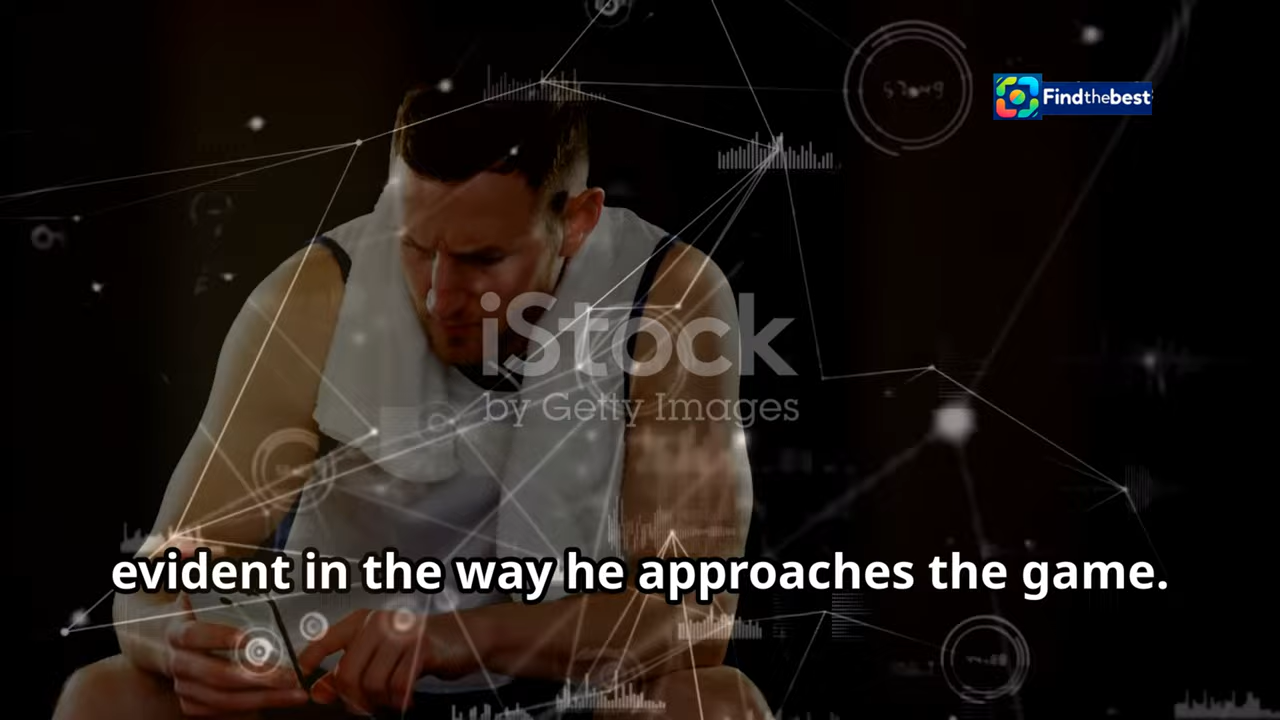 Findthebest
iStock
by Getty Images
evident in the way he approaches the game.